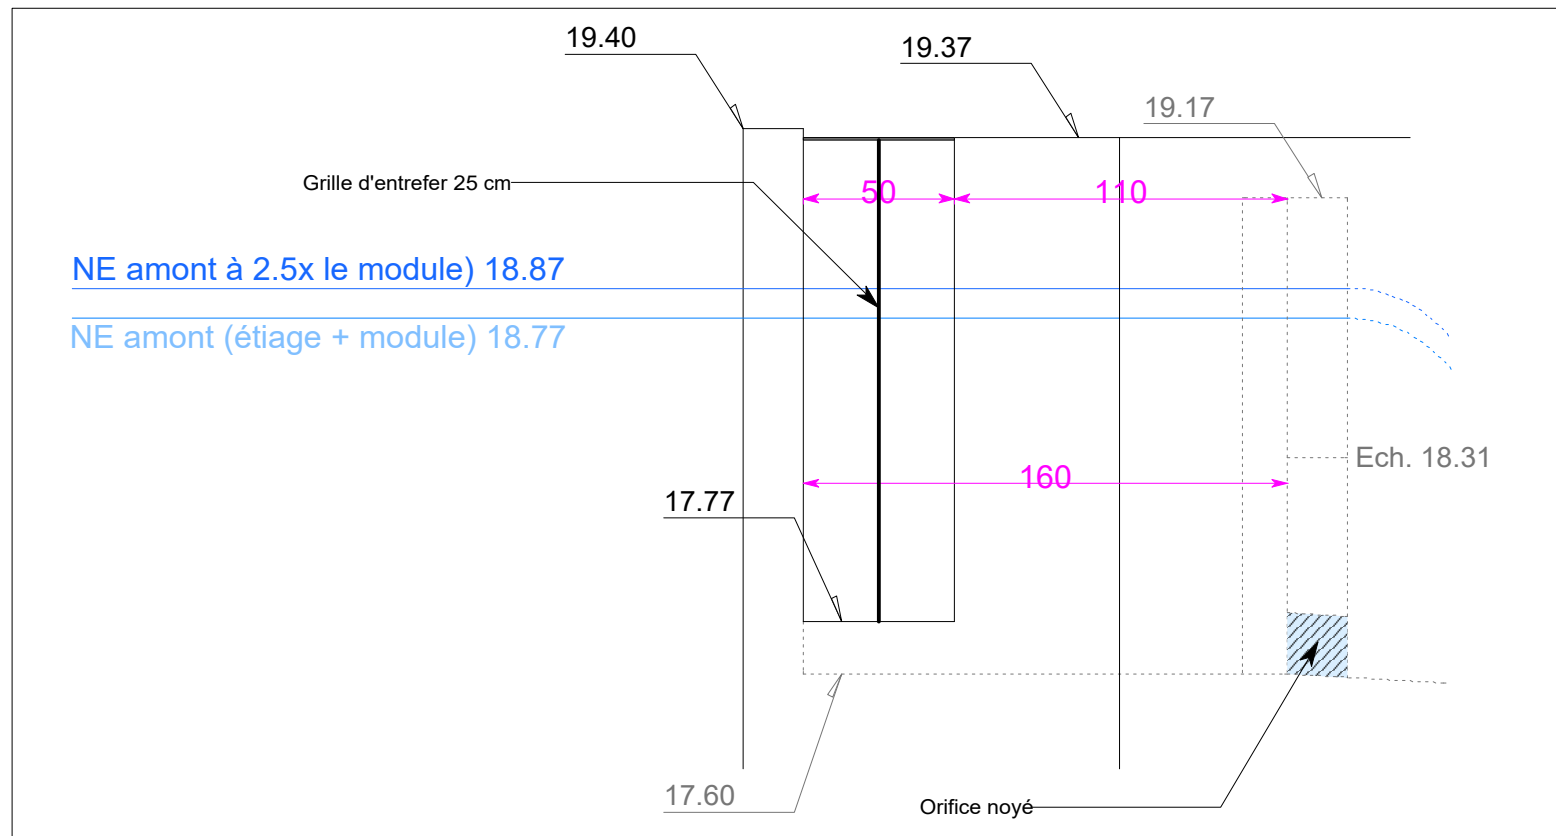 19.40
19.37
19.17
Grille d'entrefer 25 cm
50
110
NE amont à 2.5x le module) 18.87
NE amont (étiage + module) 18.77
Ech. 18.31
160
17.77
17.60
Orifice noyé